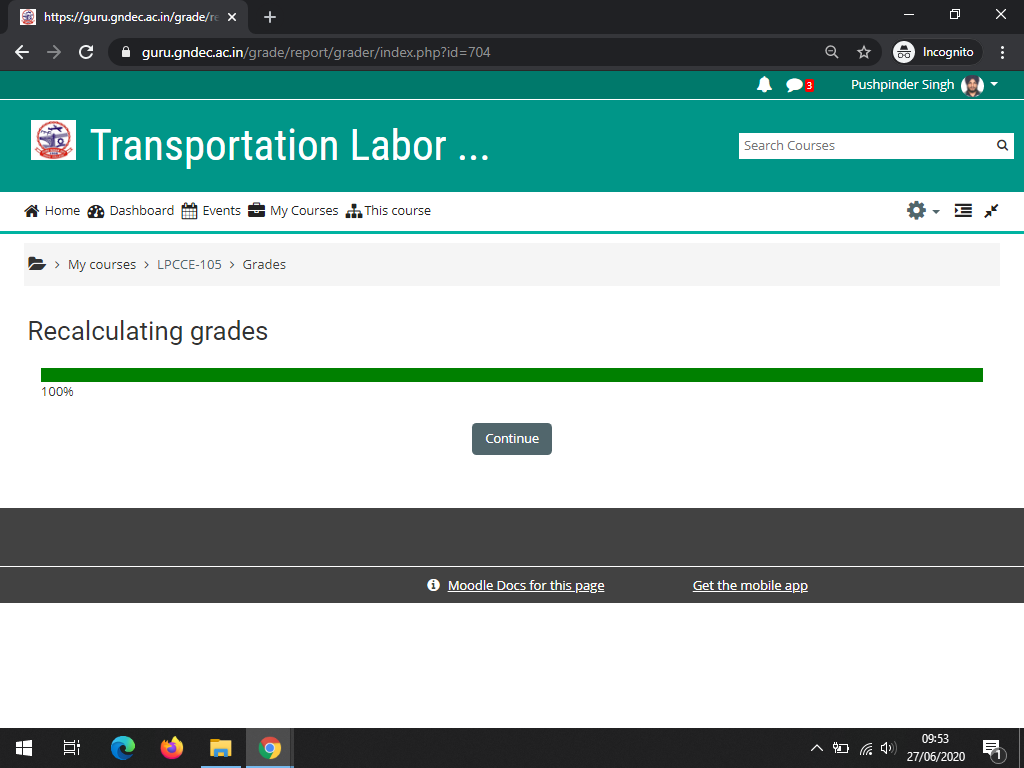 https://guru.gndec.ac.in/grade/re
guru.gndec.ac.in/grade/report/grader/index.php?id=704
Incognito
3
Pushpinder Singh
Transportation Labor ...
Search Courses
Home Dashboard Events My Courses This course
> My courses > LPCCE-105 > Grades
Recalculating grades
100%
Continue
Moodle Docs for this page
Get the mobile app
09:53
27/06/2020
1